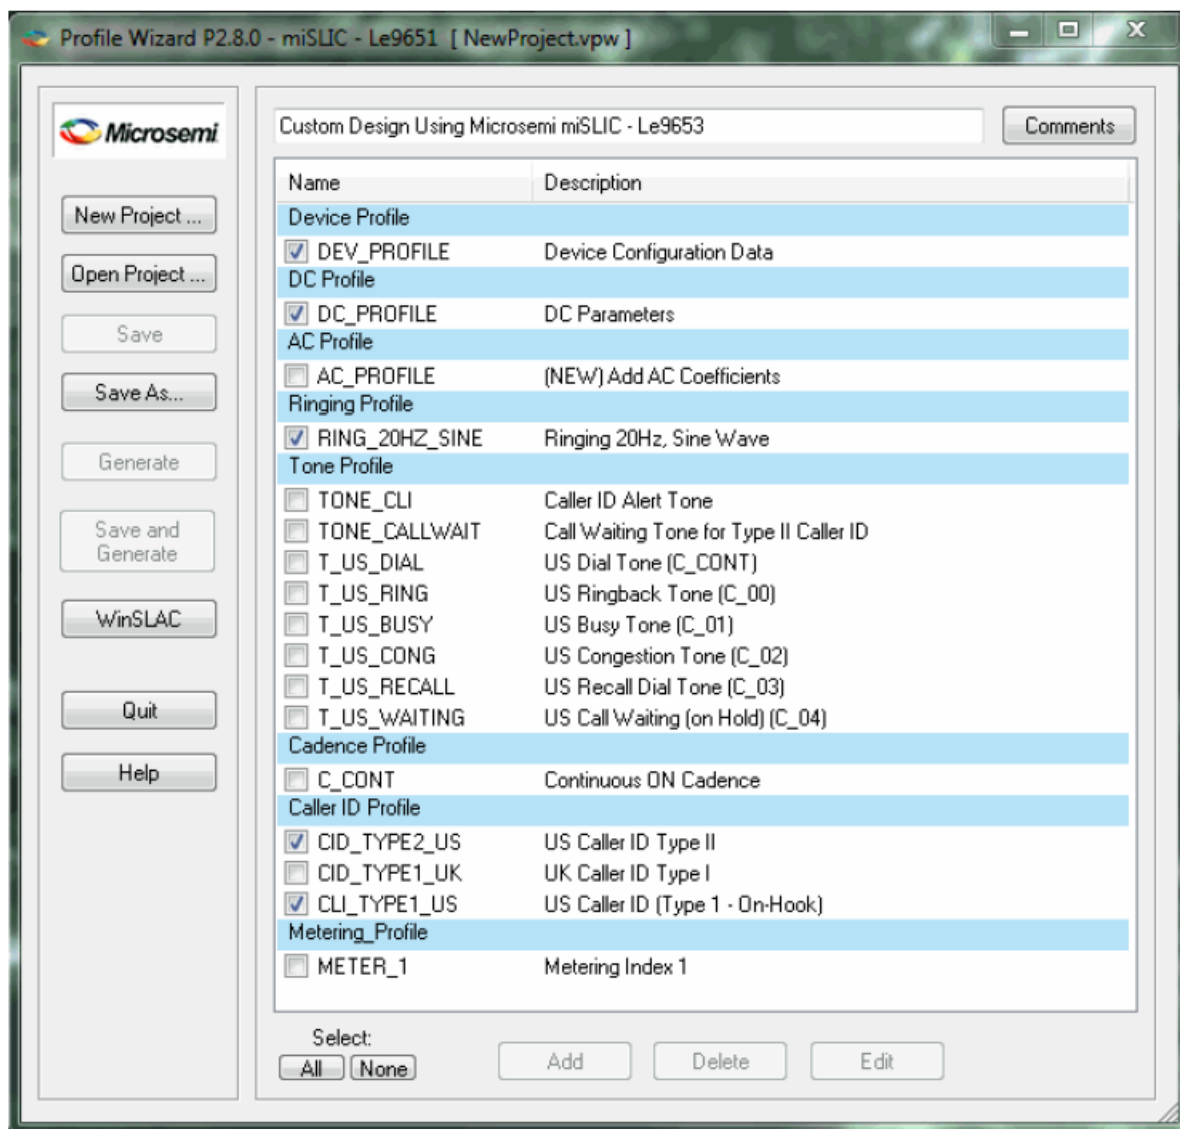 Profile Wizard P2.8.0 - miSLIC - Le9651 [ NewProject.vpw ]
Microsemi
Custom Design Using Microsemi miSLIC - Le9653
Comments
New Project ...
Open Project ...
Save
Save As...
Generate
Save and
Generate
WinSLAC
Quit
Help
Name Description
Device Profile
DEV_PROFILE Device Configuration Data
DC Profile
DC_PROFILE DC Parameters
AC Profile
AC_PROFILE (NEW) Add AC Coefficients
Ringing Profile
RING_20HZ_SINE Ringing 20Hz, Sine Wave
Tone Profile
TONE_CLI Caller ID Alert Tone
TONE_CALLWAIT Call Waiting Tone for Type II Caller ID
T_US_DIAL US Dial Tone (C_CONT)
T_US_RING US Ringback Tone (C_00)
T_US_BUSY US Busy Tone (C_01)
T_US_CONG US Congestion Tone (C_02)
T_US_RECALL US Recall Dial Tone (C_03)
T_US_WAITING US Call Waiting (on Hold) (C_04)
Cadence Profile
C_CONT Continuous ON Cadence
Caller ID Profile
CID_TYPE2_US US Caller ID Type II
CID_TYPE1_UK UK Caller ID Type I
CLI_TYPE1_US US Caller ID (Type 1 - On-Hook)
Metering_Profile
METER_1 Metering Index 1
Select:
All None Add Delete Edit